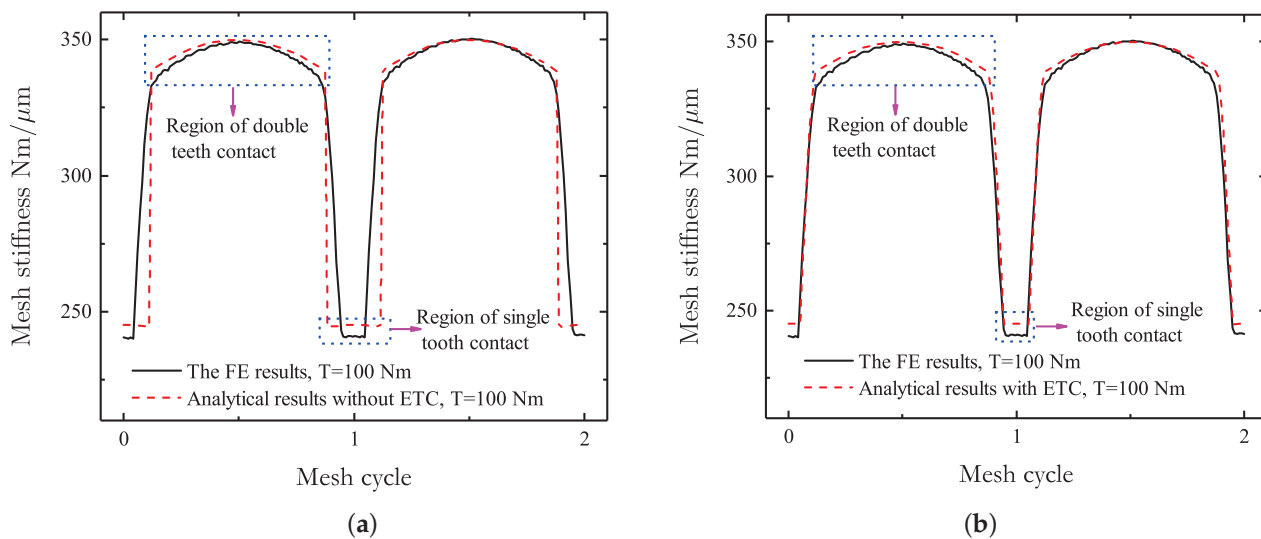 350
300
250
Mesh stiffness Nm/μm
Region of double
teeth contact
Region of single
tooth contact
The FE results, T=100 Nm
Analytical results without ETC, T=100 Nm
0
1
2
Mesh cycle
(a)
350
300
250
Mesh stiffness Nm/μm
Region of double
teeth contact
Region of single
tooth contact
The FE results, T=100 Nm
Analytical results with ETC, T=100 Nm
0
1
2
Mesh cycle
(b)